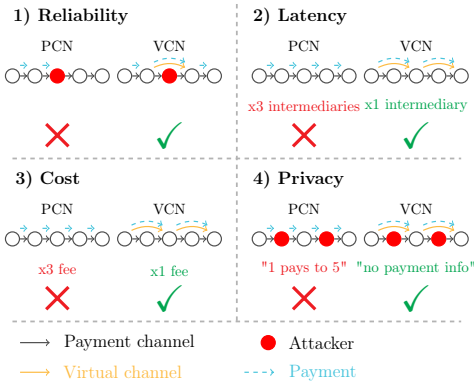 1) Reliability
PCN VCN
2) Latency
PCN VCN
x3 intermediaries x1 intermediary
3) Cost
PCN VCN
x3 fee x1 fee
4) Privacy
PCN VCN
"1 pays to 5" "no payment info"
Payment channel
Attacker
Virtual channel
Payment